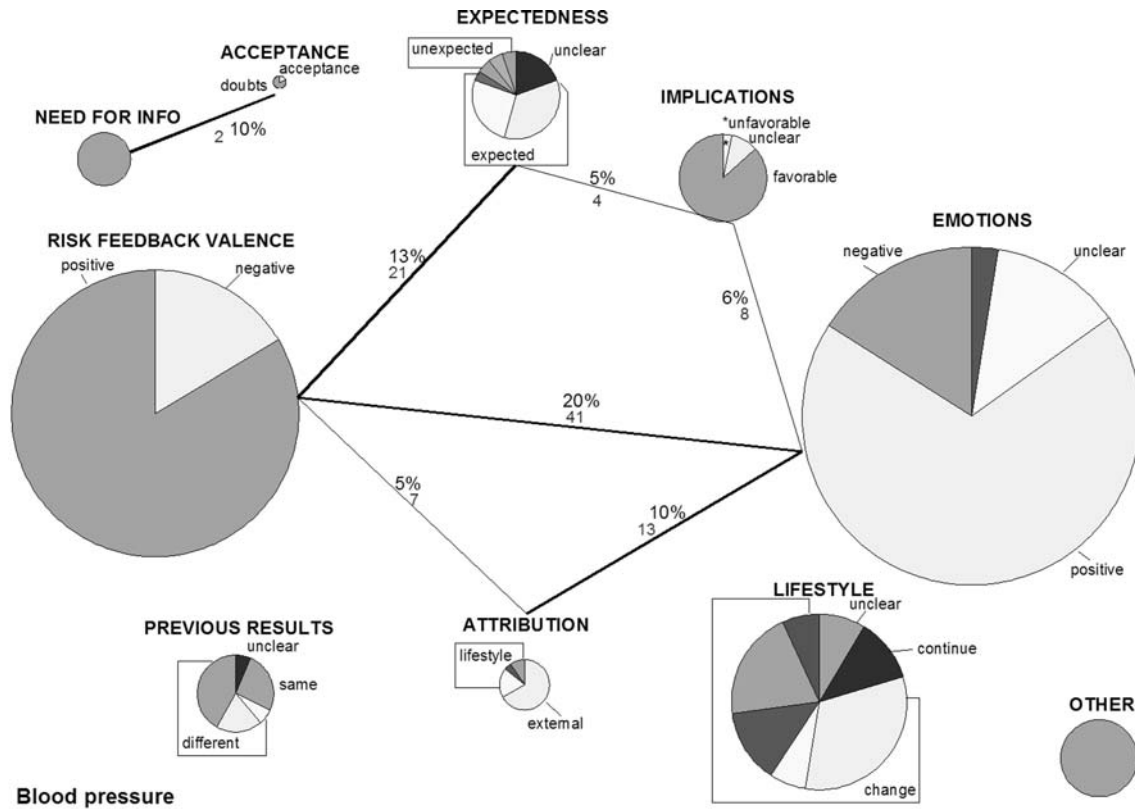 EXPECTEDNESS
unexpected
unclear
expected
ACCEPTANCE
acceptance
doubts
NEED FOR INFO
10%
2
IMPLICATIONS
*unfavorable
unclear
*
favorable
5%
4
RISK FEEDBACK VALENCE
positive
negative
13%
21
6%
8
EMOTIONS
negative
unclear
positive
20%
41
5%
7
10%
13
PREVIOUS RESULTS
unclear
same
different
ATTRIBUTION
lifestyle
external
LIFESTYLE
unclear
continue
change
OTHER
Blood pressure